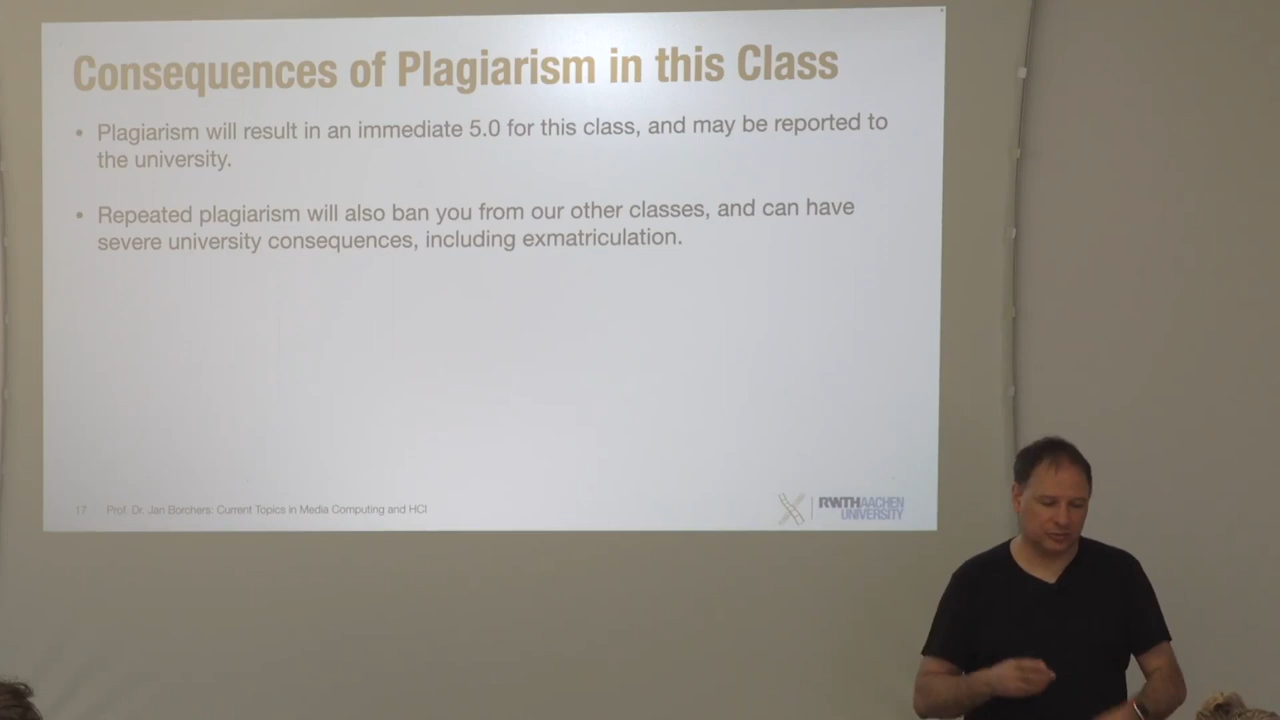 Consequences of Plagiarism in this Class
• Plagiarism will result in an immediate 5.0 for this class, and may be reported to
the university.
• Repeated plagiarism will also ban you from our other classes, and can have
severe university consequences, including exmatriculation.
17 Prof. Dr. Jan Borchers: Current Topics in Media Computing and HCI
RWTHAACHEN
UNIVERSITY